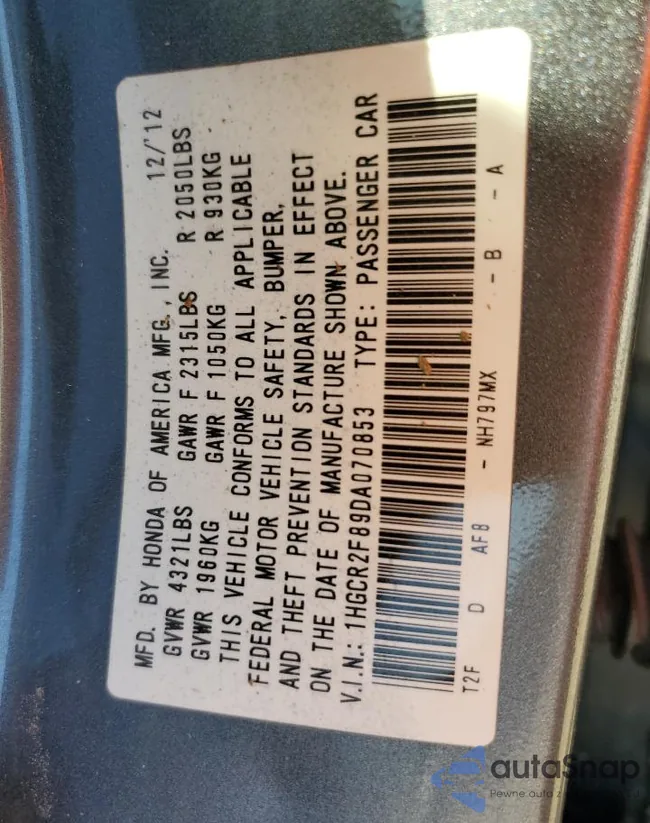 MFD. BY HONDA OF AMERICA MFG., INC. 12/'12
GVWR 4321LBS GAWR F 2315LBS R 2050LBS
GVWR 1960KG GAWR F 1050KG R 930KG
THIS VEHICLE CONFORMS TO ALL APPLICABLE
FEDERAL MOTOR VEHICLE SAFETY, BUMPER,
AND THEFT PREVENTION STANDARDS IN EFFECT
ON THE DATE OF MANUFACTURE SHOWN ABOVE.
V.I.N.: 1HGCR2F89DA070853 TYPE: PASSENGER CAR
T2F D AF8 - NH797MX - B - A
autaSnap
Pewne auta z